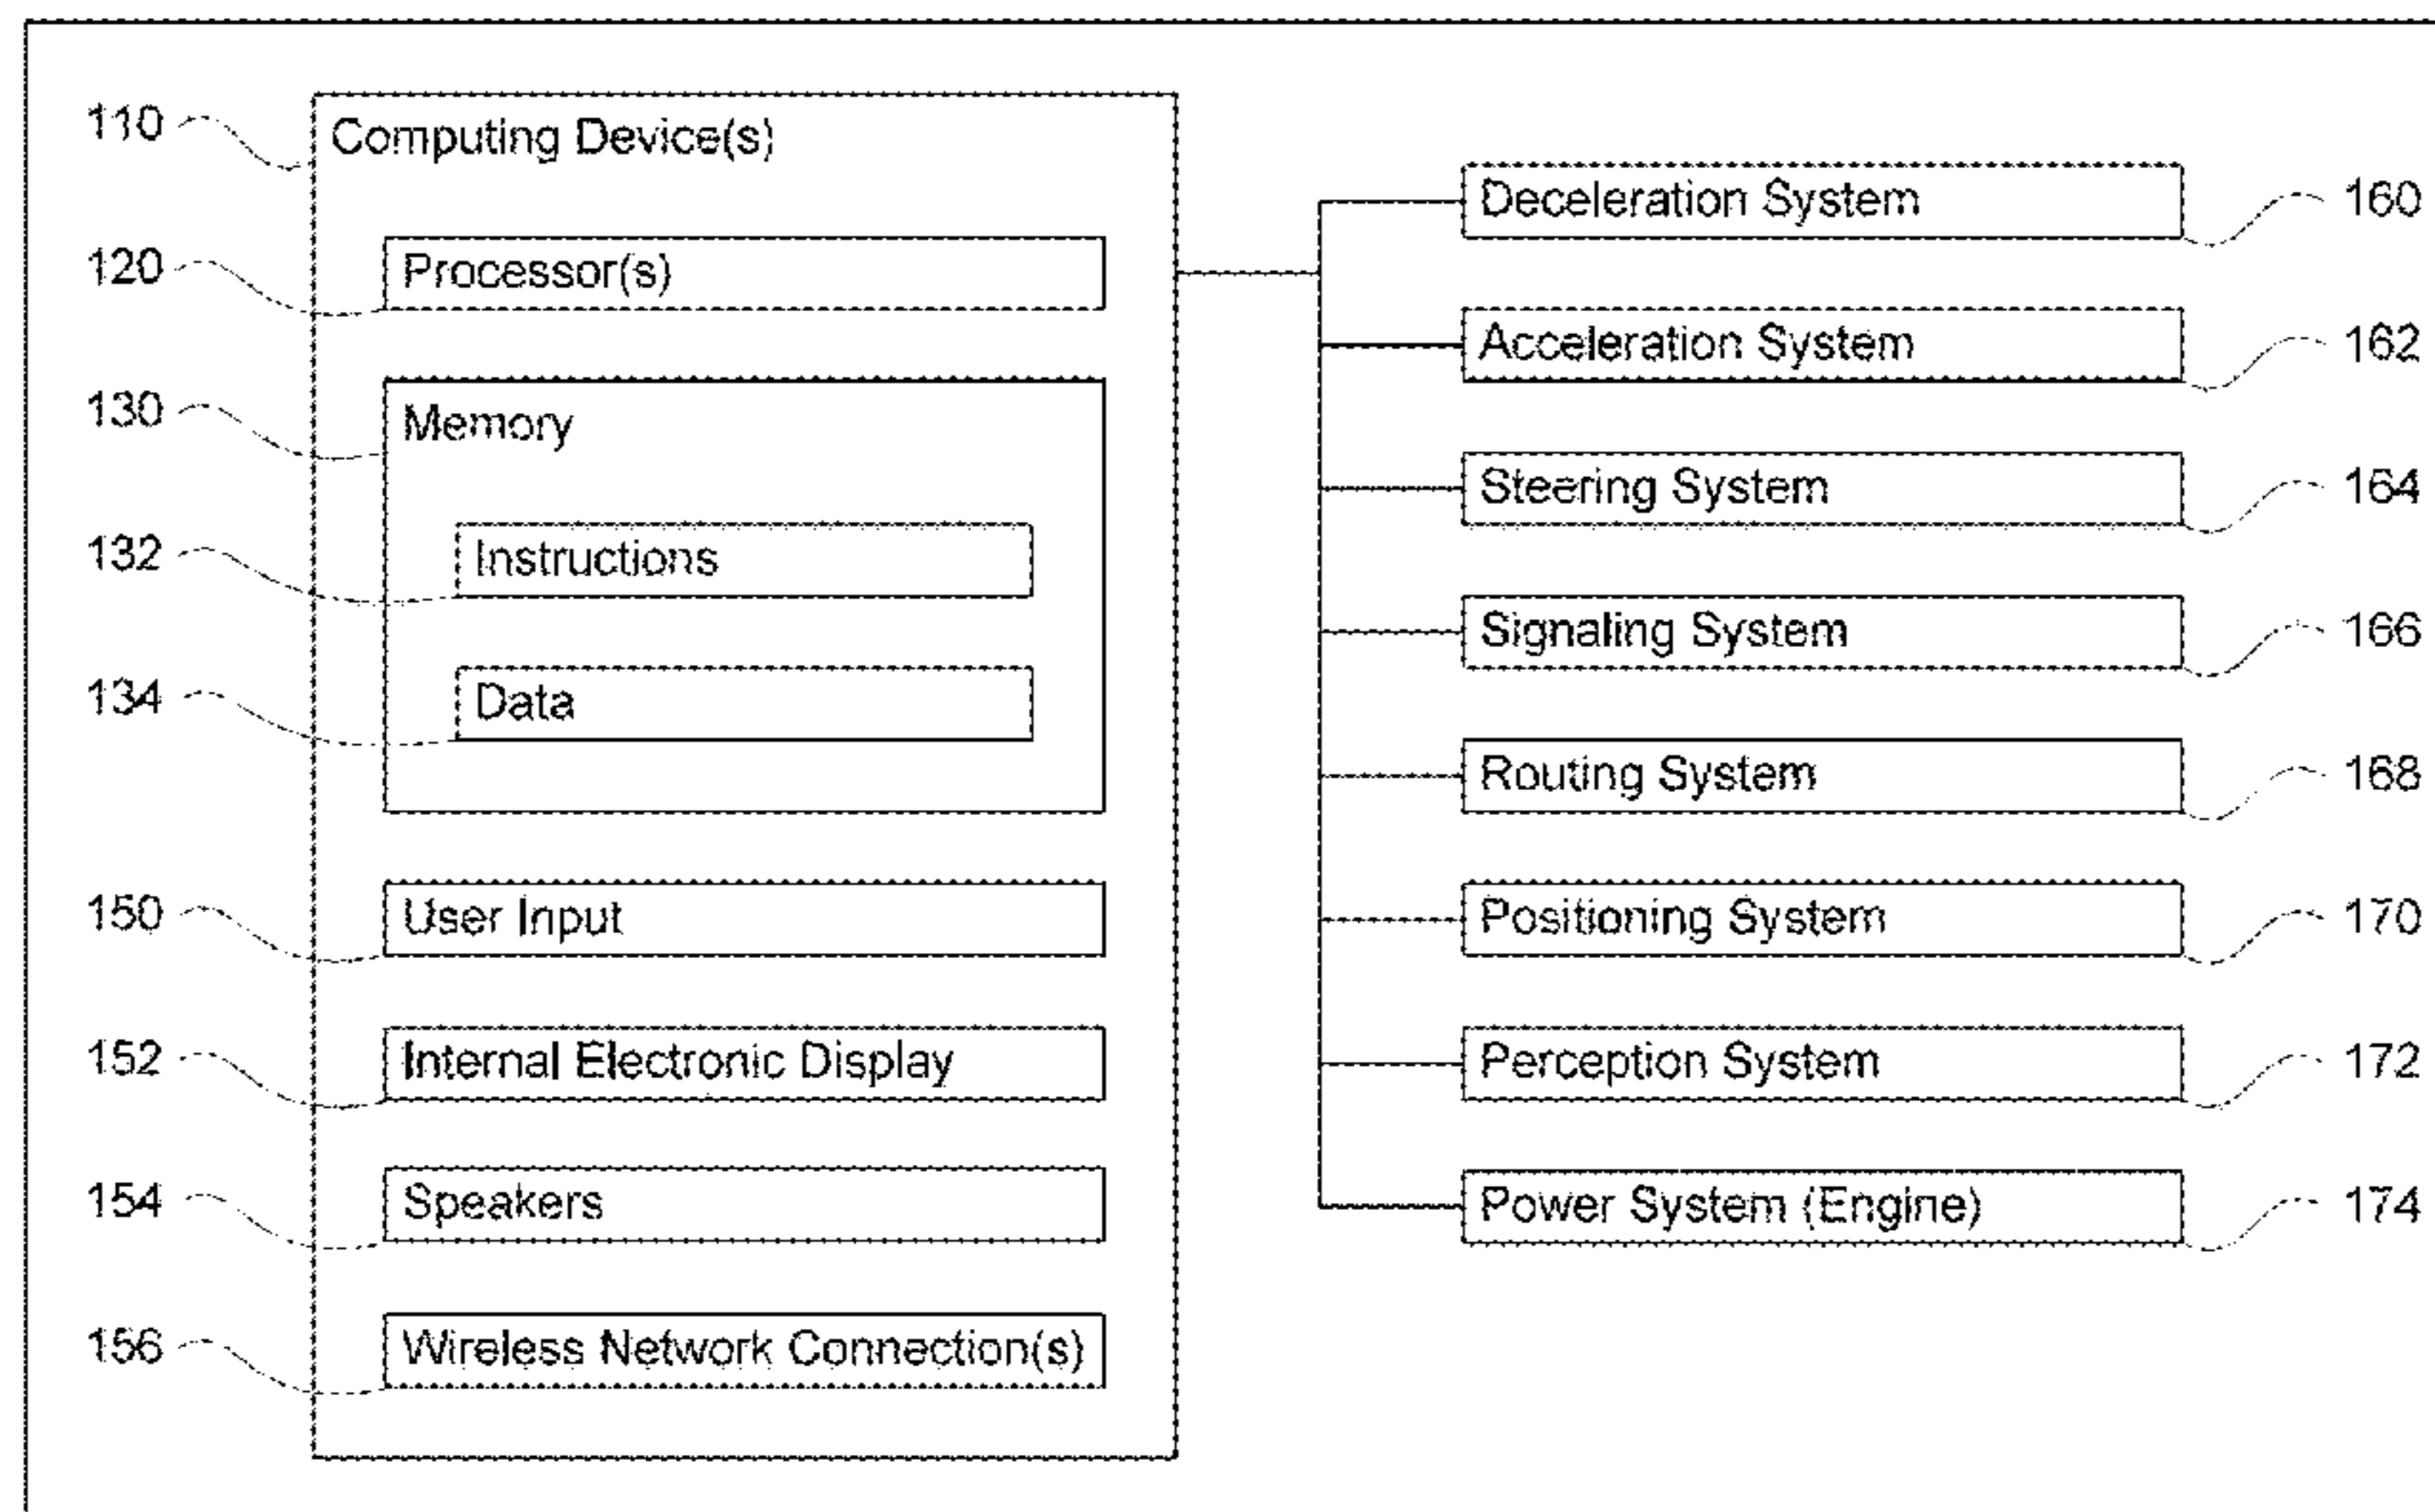 110 Computing Device(s)
120 Processor(s)
130 Memory
132 Instructions
134 Data
150 User Input
152 Internal Electronic Display
154 Speakers
156 Wireless Network Connection(s)
Deceleration System 160
Acceleration System 162
Steering System 164
Signaling System 166
Routing System 168
Positioning System 170
Perception System 172
Power System (Engine) 174